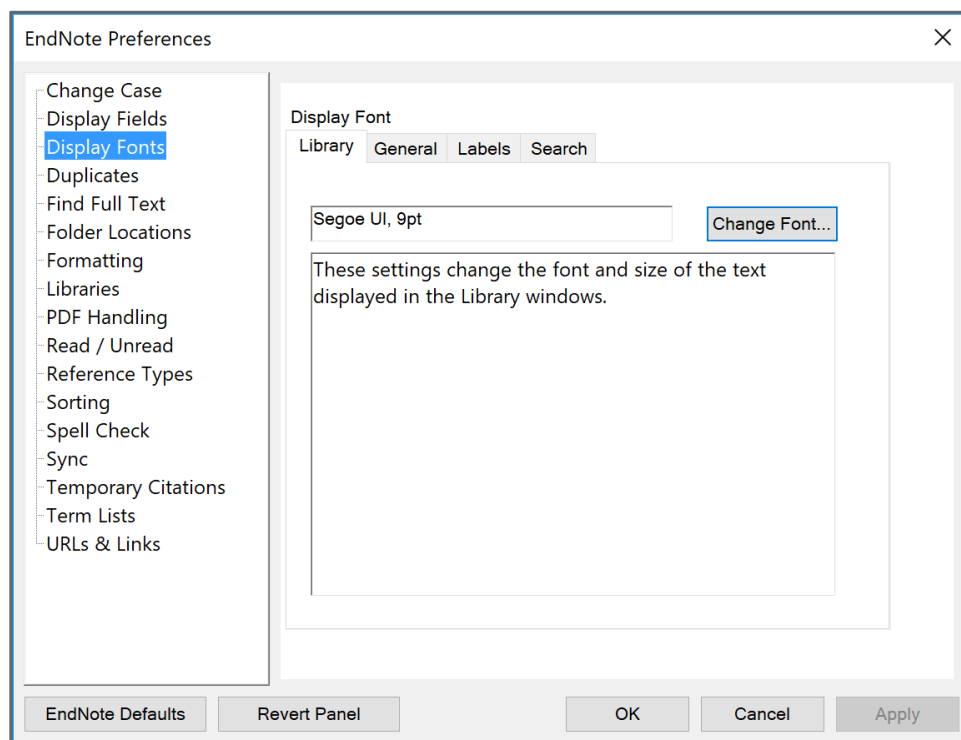 EndNote Preferences
Change Case
Display Fields
Display Fonts
Duplicates
Find Full Text
Folder Locations
Formatting
Libraries
PDF Handling
Read / Unread
Reference Types
Sorting
Spell Check
Sync
Temporary Citations
Term Lists
URLs & Links
Display Font
Library General Labels Search
Segoe UI, 9pt Change Font...
These settings change the font and size of the text
displayed in the Library windows.
EndNote Defaults Revert Panel OK Cancel Apply